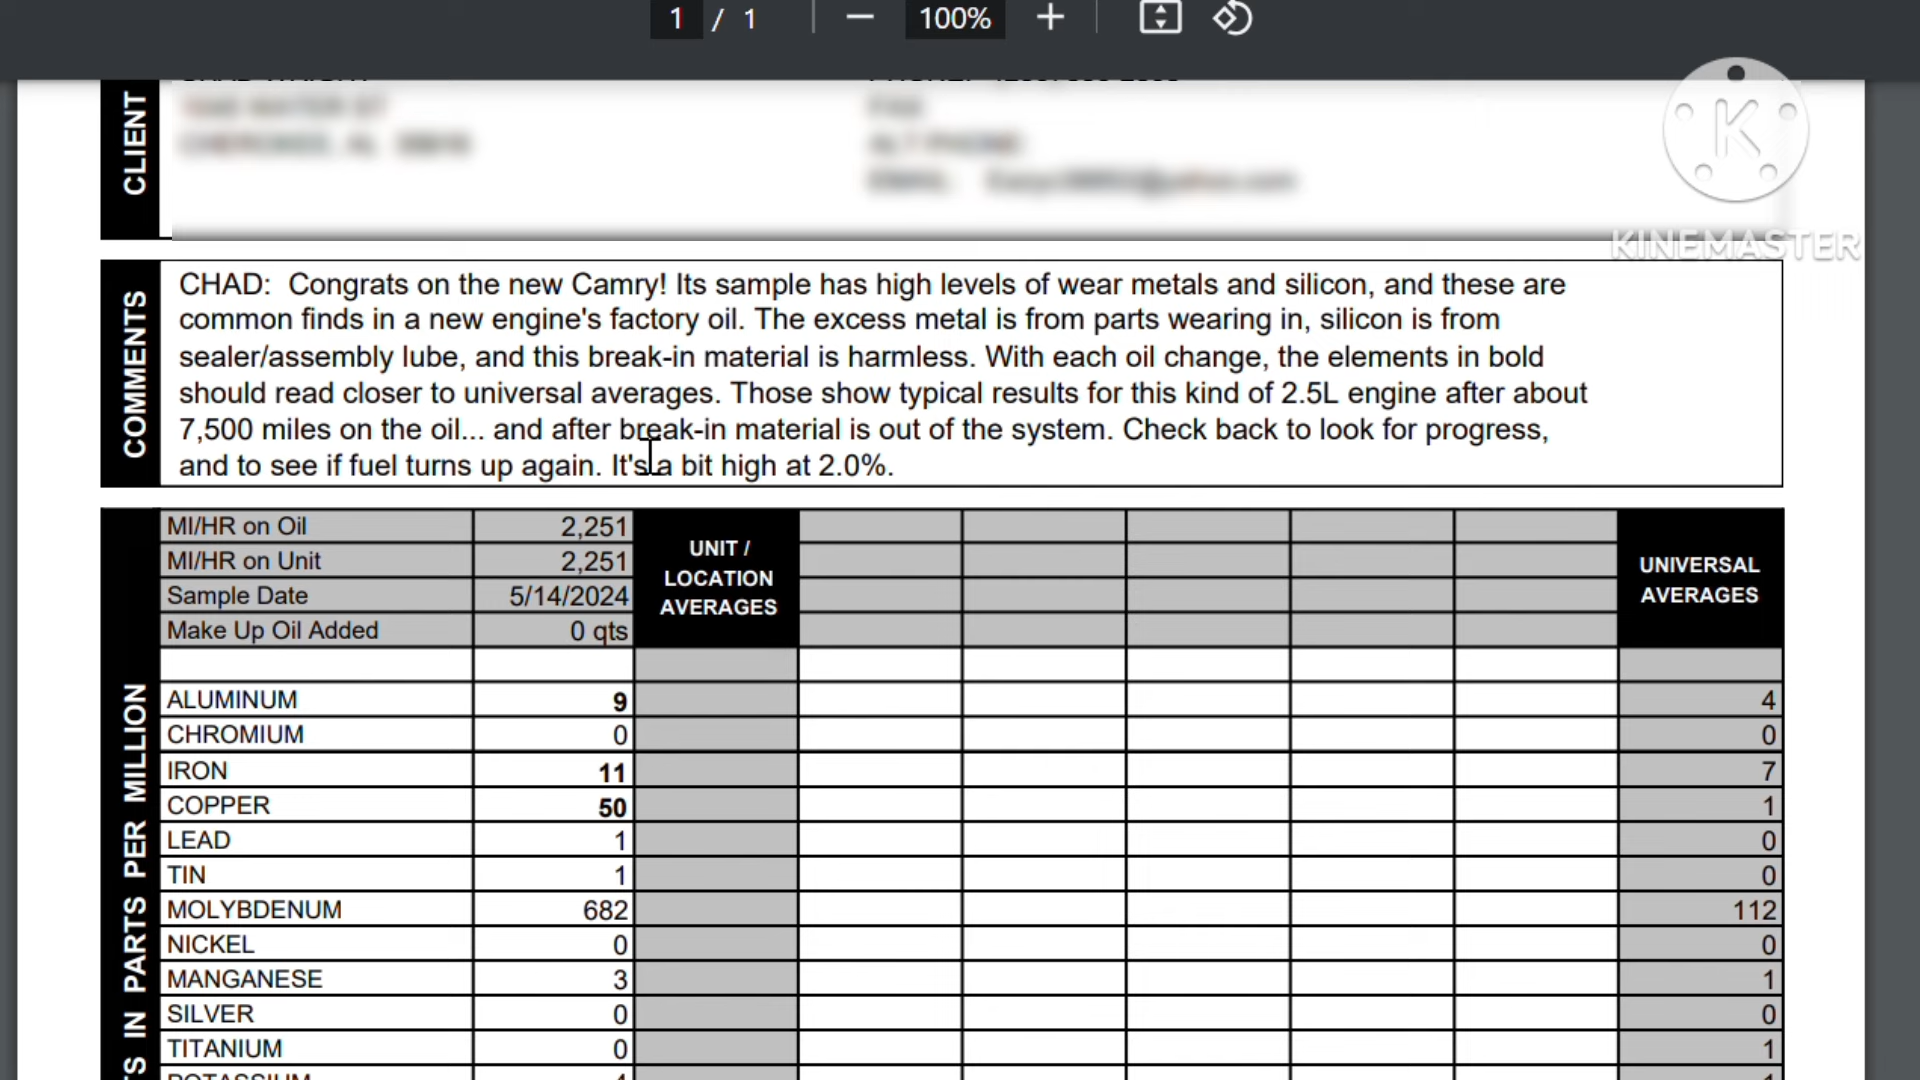 1 / 1 100%
K
KINEMASTER
CLIENT
COMMENTS
CHAD: Congrats on the new Camry! Its sample has high levels of wear metals and silicon, and these are
common finds in a new engine's factory oil. The excess metal is from parts wearing in, silicon is from
sealer/assembly lube, and this break-in material is harmless. With each oil change, the elements in bold
should read closer to universal averages. Those show typical results for this kind of 2.5L engine after about
7,500 miles on the oil... and after break-in material is out of the system. Check back to look for progress,
and to see if fuel turns up again. It's a bit high at 2.0%.
MI/HR on Oil 2,251
MI/HR on Unit 2,251
Sample Date 5/14/2024
Make Up Oil Added 0 qts
UNIT /
LOCATION
AVERAGES
UNIVERSAL
AVERAGES
IN PARTS PER MILLION
ALUMINUM 9 4
CHROMIUM 0 0
IRON 11 7
COPPER 50 1
LEAD 1 0
TIN 1 0
MOLYBDENUM 682 112
NICKEL 0 0
MANGANESE 3 1
SILVER 0 0
TITANIUM 0 1